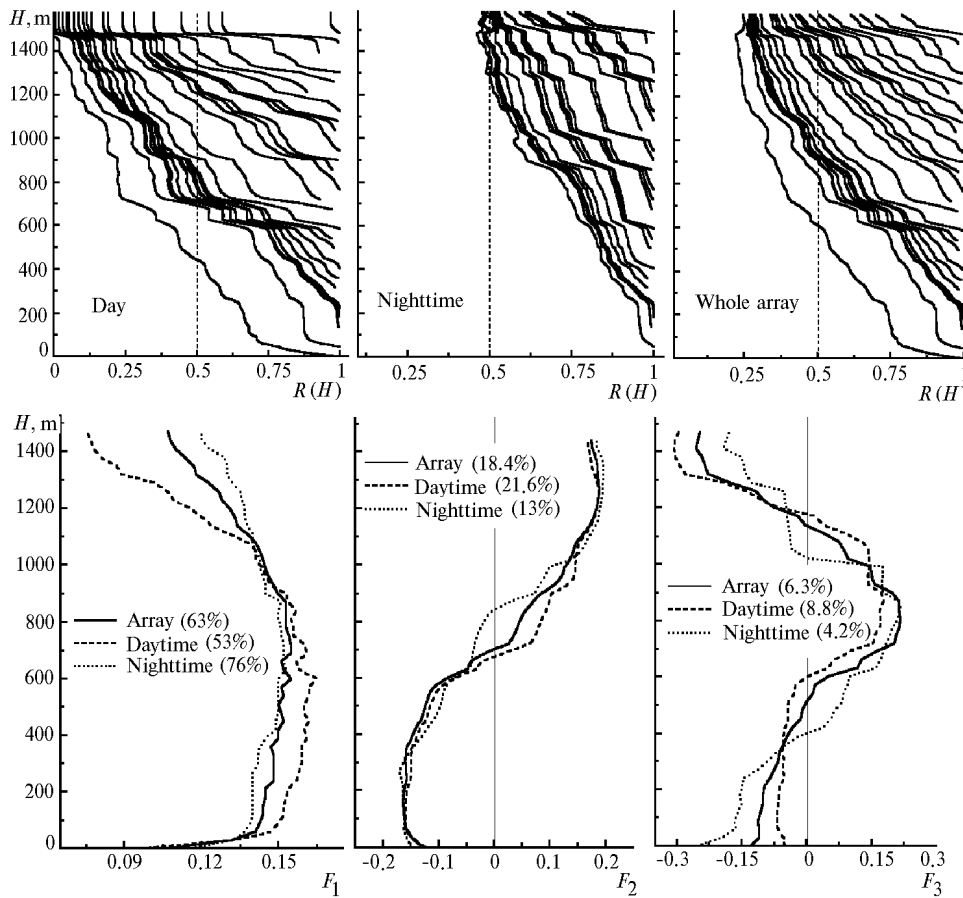 H, m
1400
1200
1000
800
600
400
200
0
Day
0
0.25
0.5
0.75
1
R (H)
Nighttime
0.25
0.5
0.75
1
R (H)
Whole array
0
0.25
0.5
0.75
1
R (H)
H, m
1400
1200
1000
800
600
400
200
0
Array (63%)
Daytime (53%)
Nighttime (76%)
0.09
0.12
0.15
F1
Array (18.4%)
Daytime (21.6%)
Nighttime (13%)
-0.2
0
0.1
0.2
F2
Array (6.3%)
Daytime (8.8%)
Nighttime (4.2%)
-0.3
-0.15
0
0.15
0.3
F3